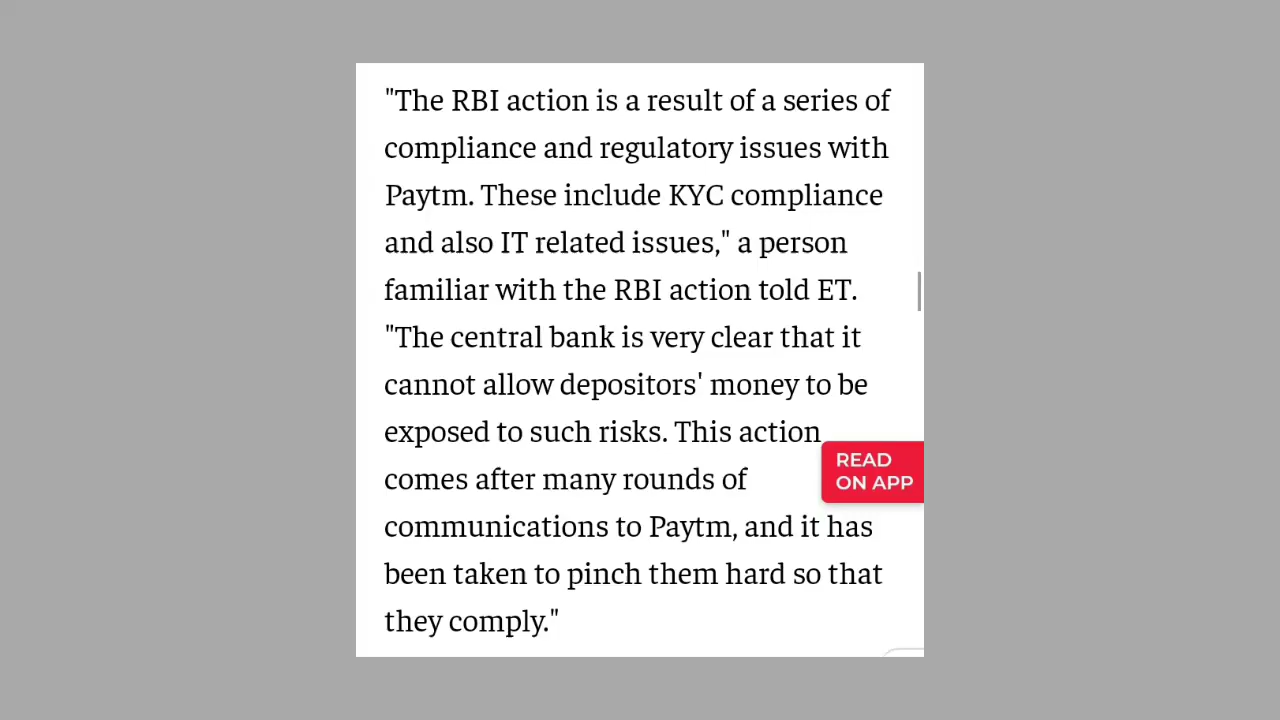 "The RBI action is a result of a series of
compliance and regulatory issues with
Paytm. These include KYC compliance
and also IT related issues," a person
familiar with the RBI action told ET.
"The central bank is very clear that it
cannot allow depositors' money to be
exposed to such risks. This action
comes after many rounds of
communications to Paytm, and it has
been taken to pinch them hard so that
they comply."
READ
ON APP